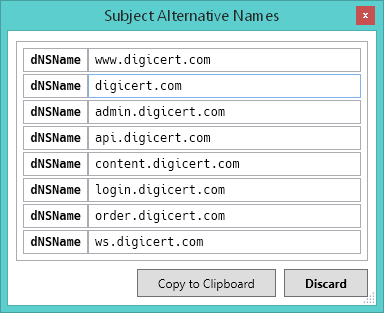 Subject Alternative Names
x
dNSName www.digicert.com
dNSName digicert.com
dNSName admin.digicert.com
dNSName api.digicert.com
dNSName content.digicert.com
dNSName login.digicert.com
dNSName order.digicert.com
dNSName ws.digicert.com
Copy to Clipboard Discard